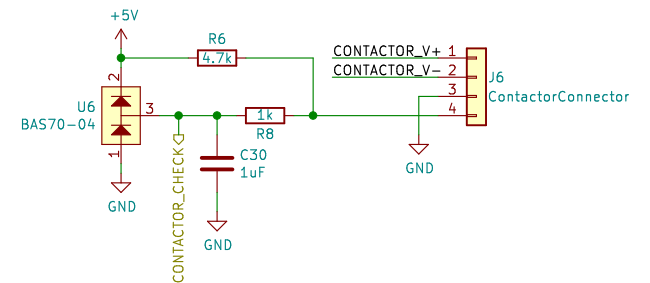 +5V
R6
4.7k
CONTACTOR_V+ 1
CONTACTOR_V- 2
J6
ContactorConnector
3
4
2
U6
BAS70-04
3
1
1k
R8
C30
1uF
CONTACTOR_CHECK
GND
GND
GND